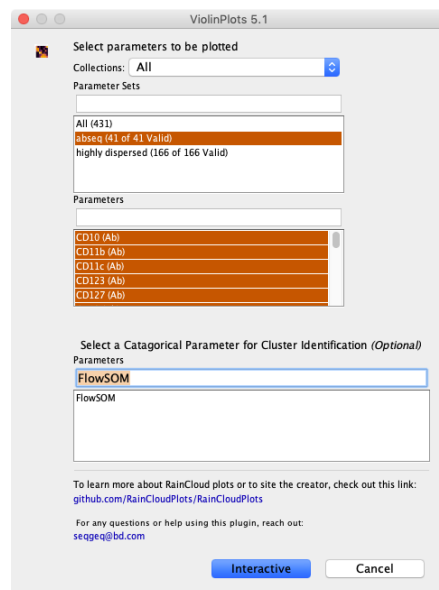 ViolinPlots 5.1
Select parameters to be plotted
Collections: All
Parameter Sets
All (431)
abseq (41 of 41 Valid)
highly dispersed (166 of 166 Valid)
Parameters
CD10 (Ab)
CD11b (Ab)
CD11c (Ab)
CD123 (Ab)
CD127 (Ab)
Select a Catagorical Parameter for Cluster Identification (Optional)
Parameters
FlowSOM
FlowSOM
To learn more about RainCloud plots or to site the creator, check out this link:
github.com/RainCloudPlots/RainCloudPlots
For any questions or help using this plugin, reach out:
seqgeq@bd.com
Interactive Cancel